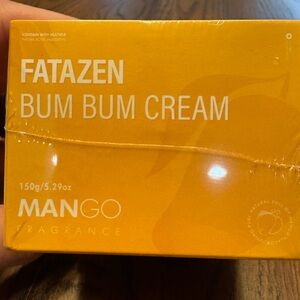 FATAZEN
BUM BUM CREAM
150g/5.29oz
MANGO
FRAGRANCE